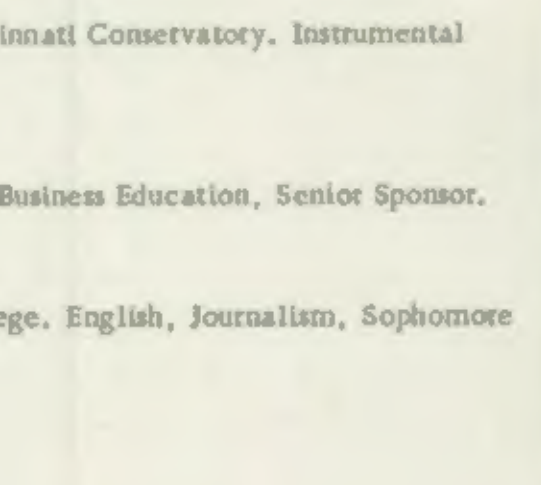 innati Conservatory. Instrumental
Business Education, Senior Sponsor.
ege. English, Journalism, Sophomore